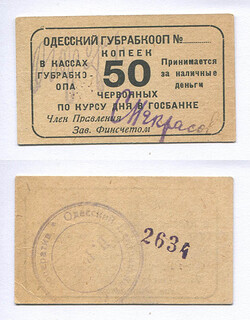 ОДЕССКИЙ ГУБРАБКООП №
КОПЕЕК
В КАССАХ ГУБРАБКО-ОПА
50
Принимается за наличные деньги
ЧЕРВОННЫХ
ПО КУРСУ ДНЯ В ГОСБАНКЕ
Член Правления
Зав. Финсчетом
Некрасов
2634